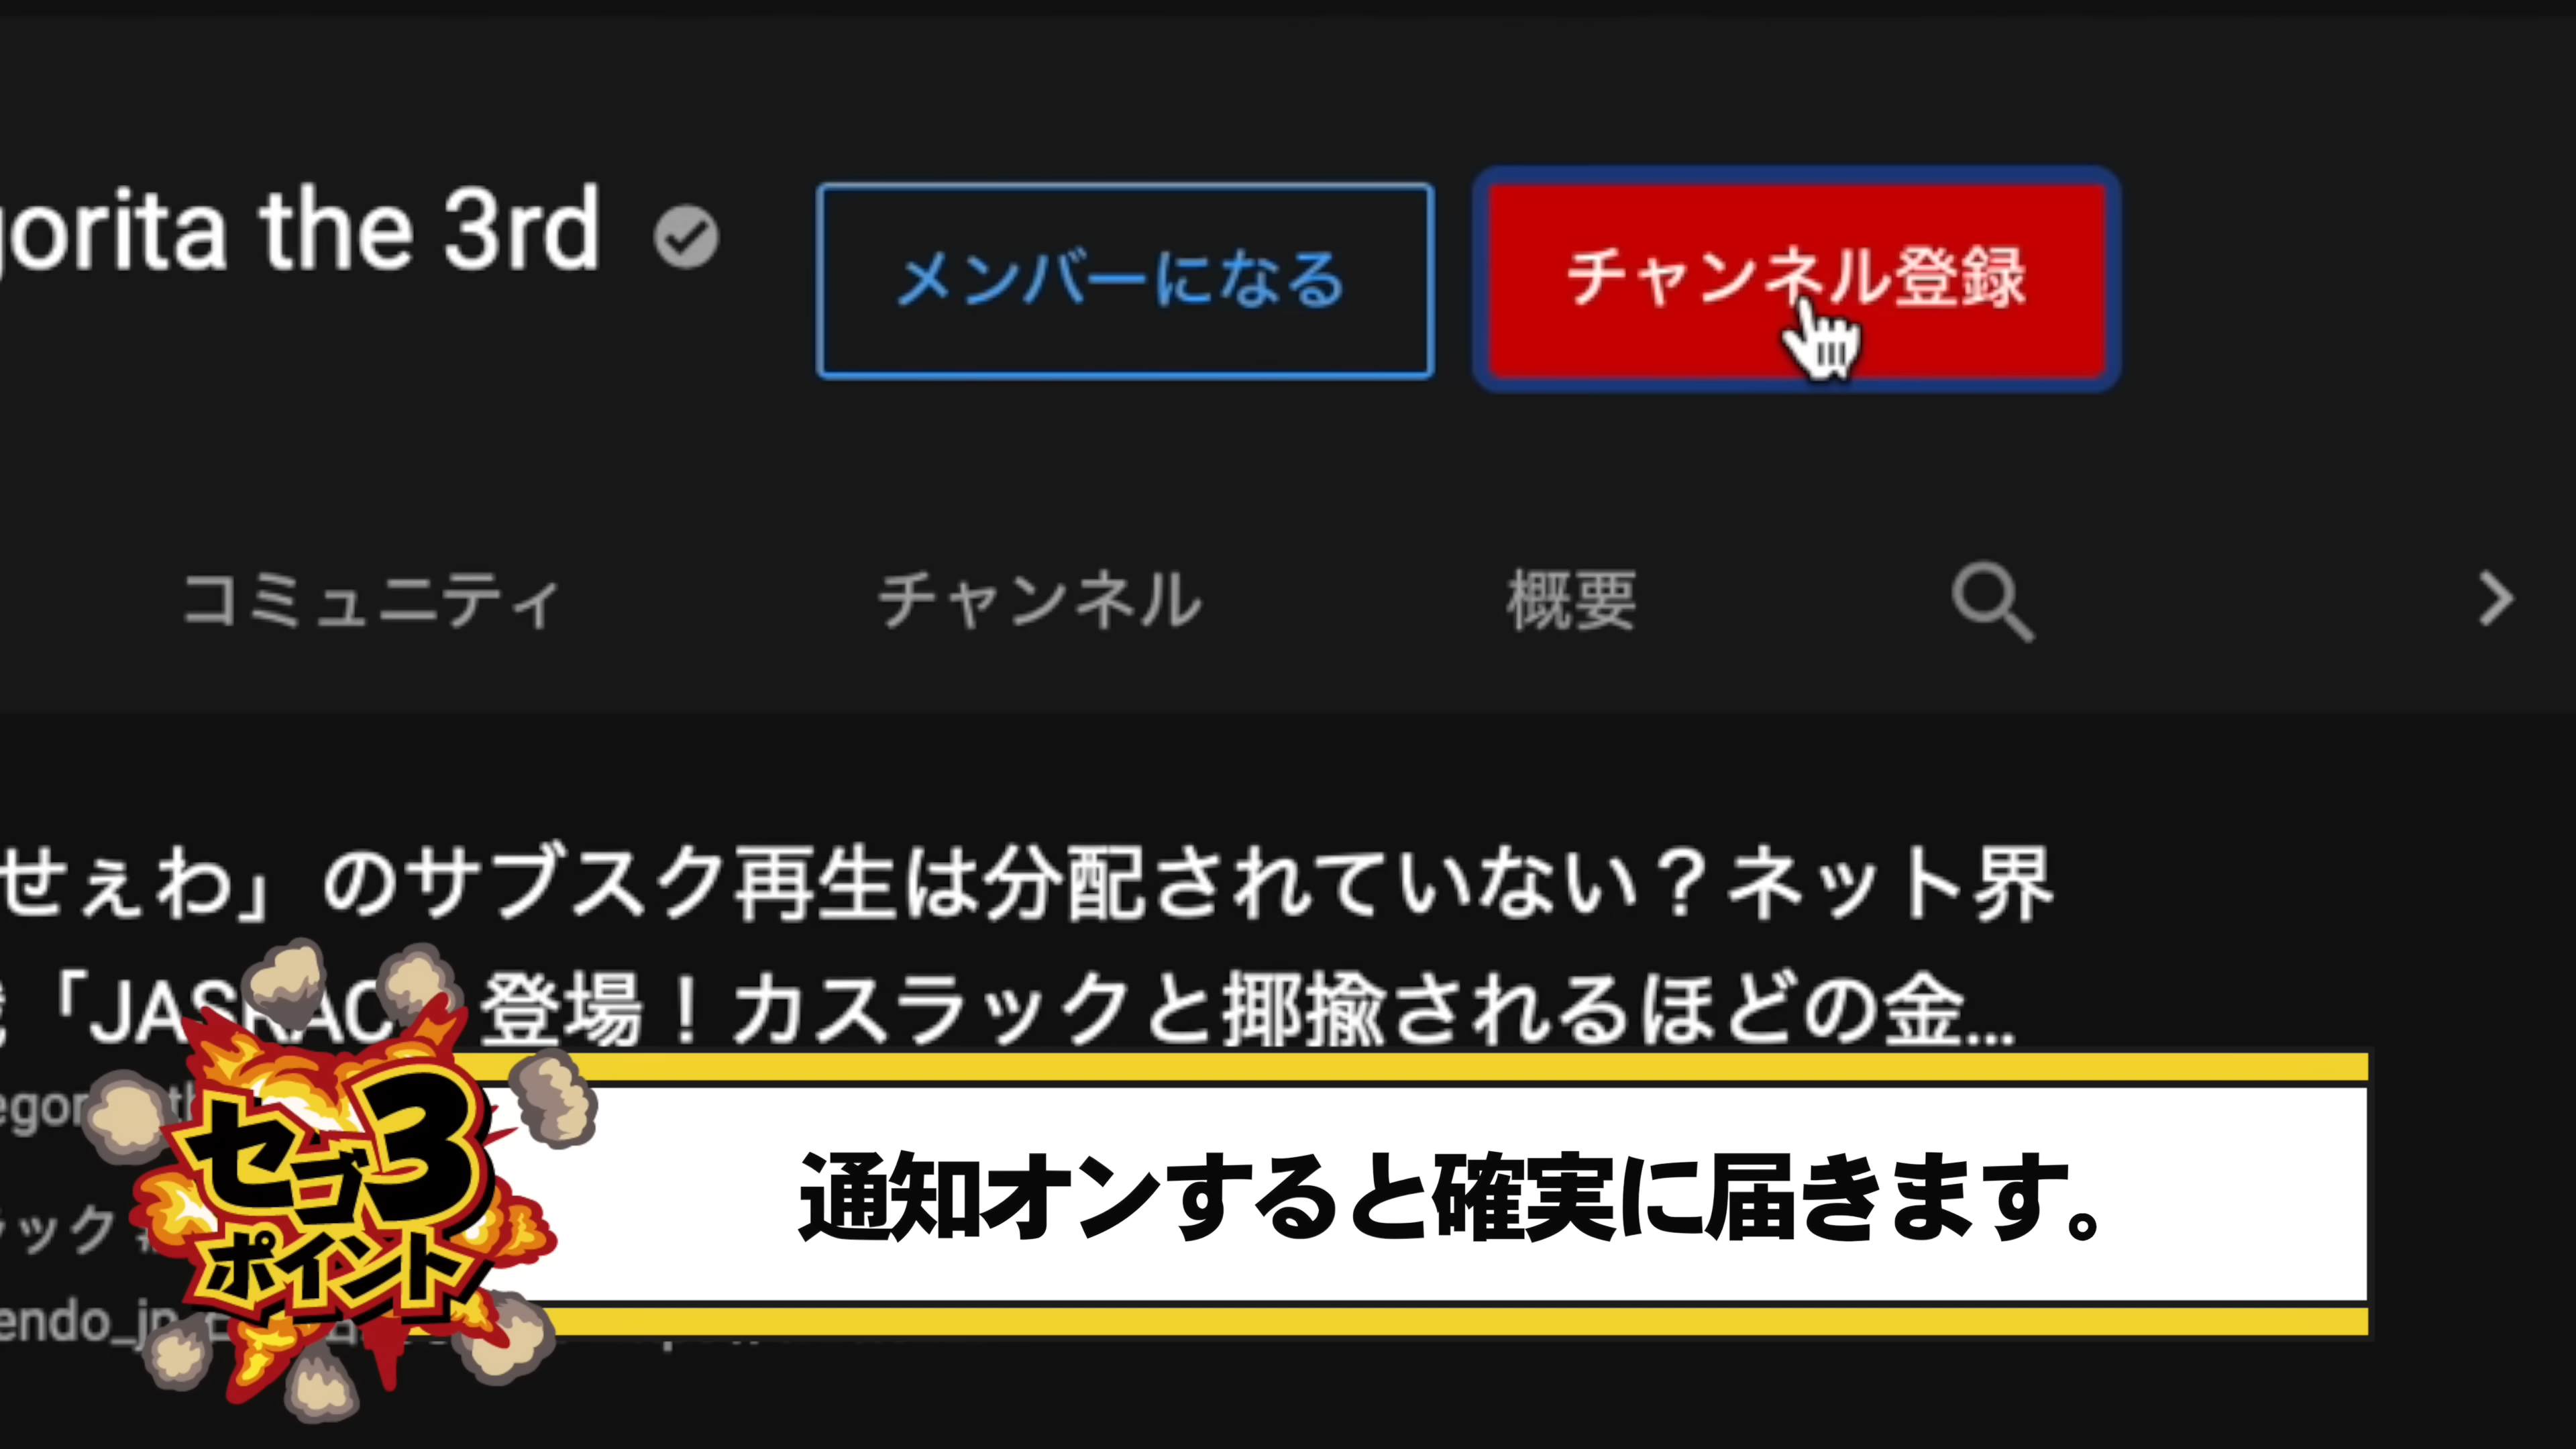 gorita the 3rd
メンバーになる
チャンネル登録
コミュニティ
チャンネル
概要
せぇわ」のサブスク再生は分配されていない？ネット界
「JASRAC 登場！カスラックと揶揄されるほどの金...
セゴ3
ポイント
通知オンすると確実に届きます。
ラック
endo_jp